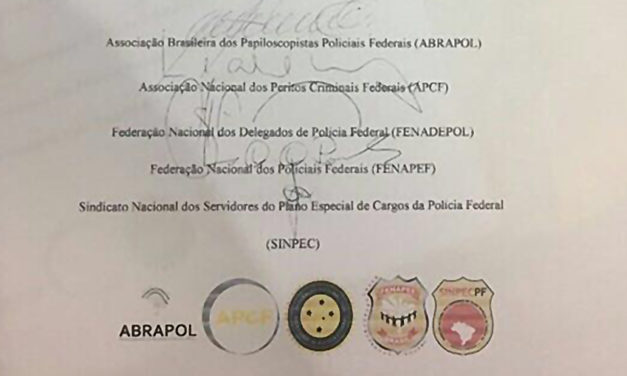 Associação Brasileira dos Papiloscopistas Policiais Federais (ABRAPOL)
Associação Nacional dos Peritos Criminais Federais (APCF)
Federação Nacional dos Delegados de Polícia Federal (FENADEPOL)
Federação Nacional dos Policiais Federais (FENAPEF)
Sindicato Nacional dos Servidores do Plano Especial de Cargos da Polícia Federal
(SINPEC)
ABRAPOL
APCF
FENAPEF
SINPECPF